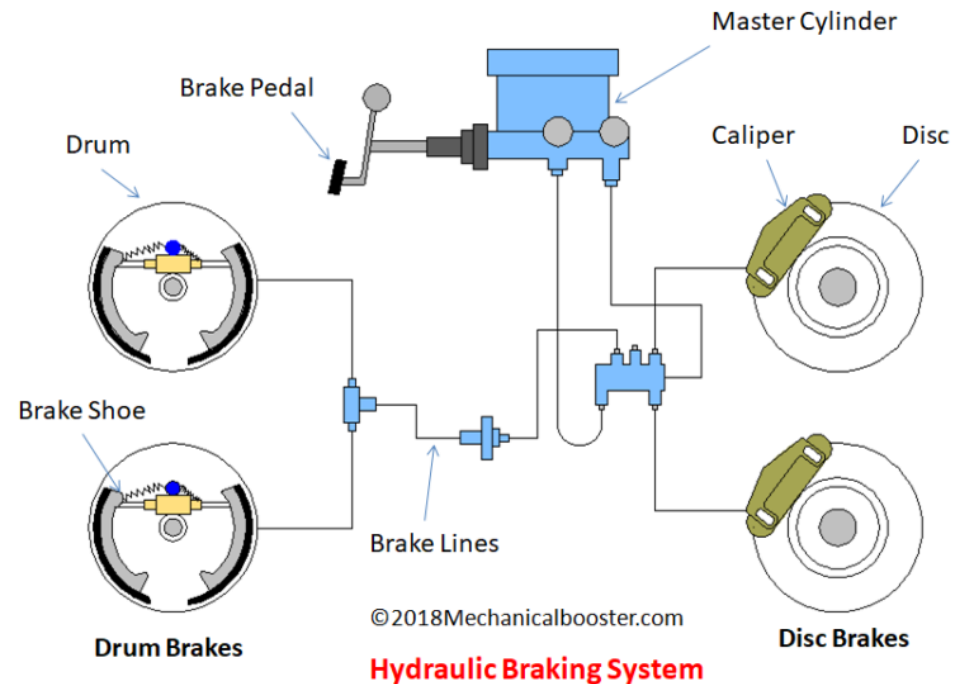 Master Cylinder
Brake Pedal
Drum
Caliper
Disc
Brake Shoe
Brake Lines
©2018Mechanicalbooster.com
Drum Brakes
Disc Brakes
Hydraulic Braking System